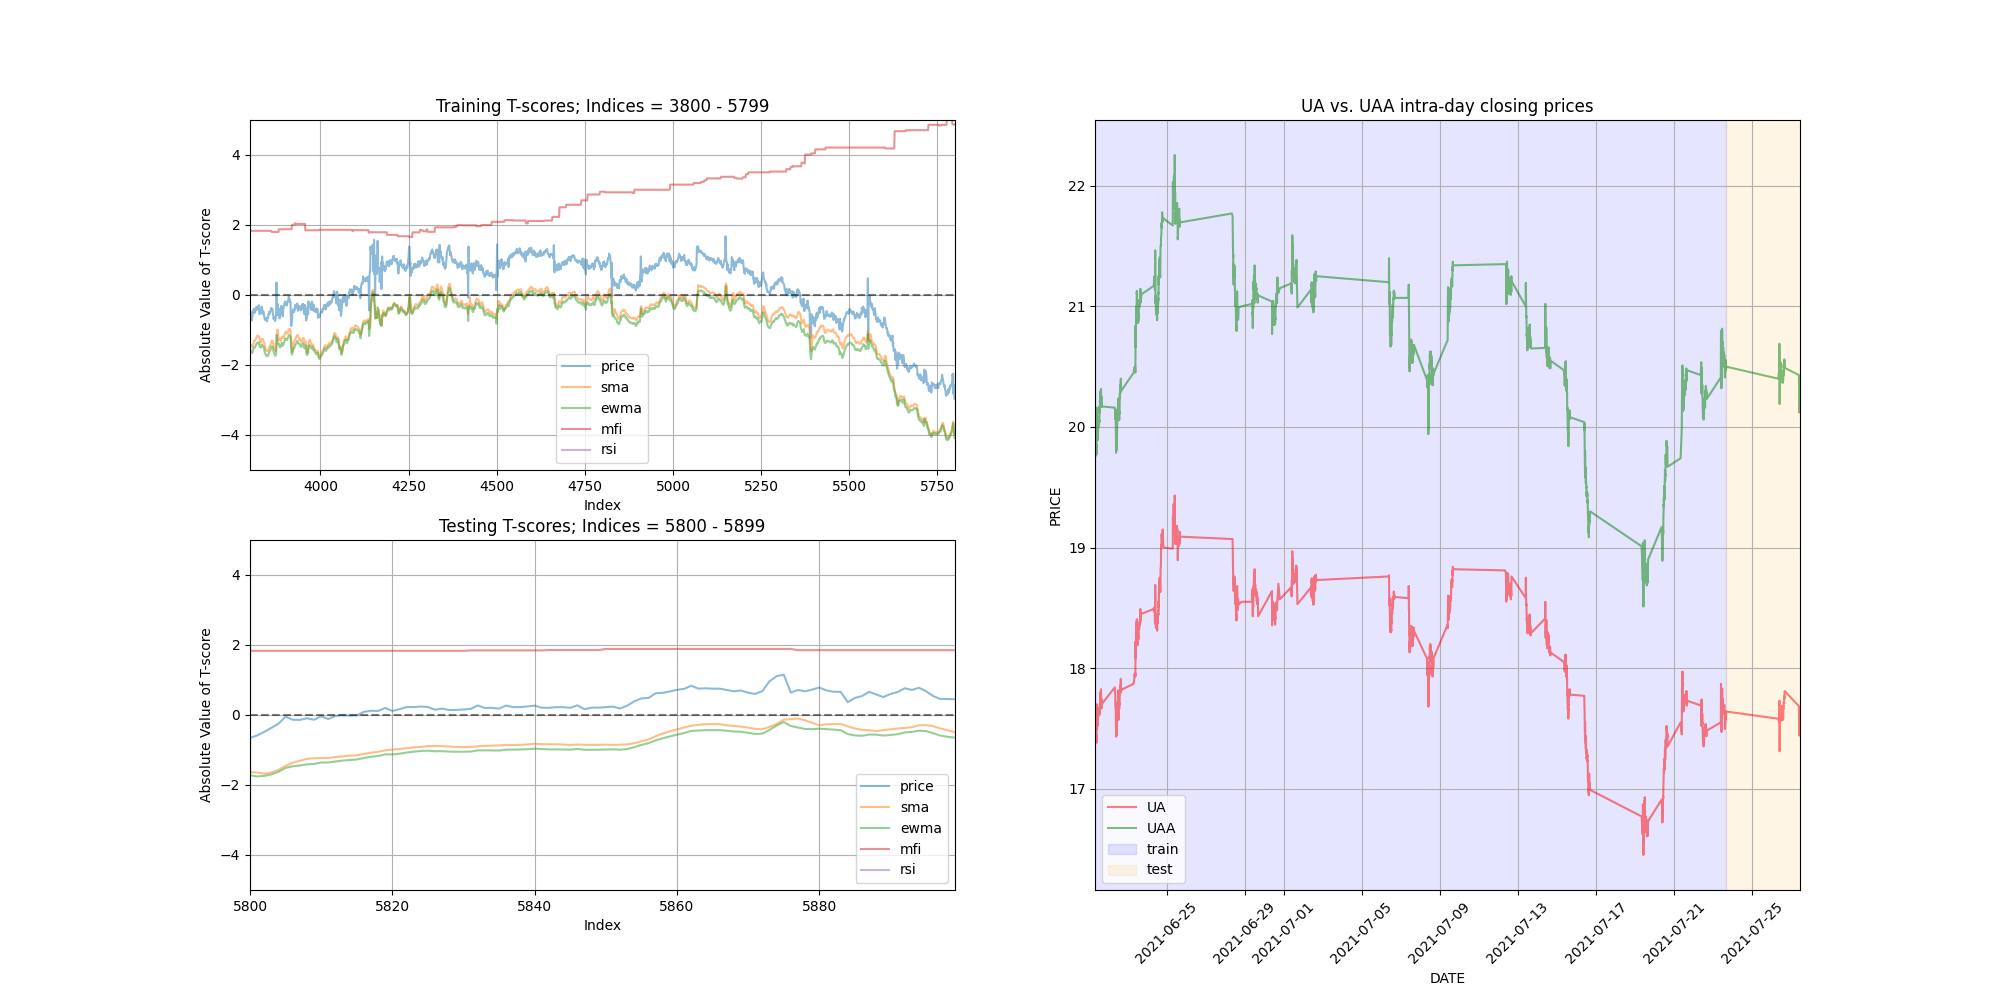 Training T-scores; Indices = 3800 - 5799
Absolute Value of T-score
4
2
0
−2
−4
price
sma
ewma
mfi
rsi
4000
4250
4500
4750
5000
5250
5500
5750
Index
Testing T-scores; Indices = 5800 - 5899
Absolute Value of T-score
4
2
0
−2
−4
price
sma
ewma
mfi
rsi
5800
5820
5840
5860
5880
Index
UA vs. UAA intra-day closing prices
PRICE
22
21
20
19
18
17
UA
UAA
train
test
2021-06-25
2021-06-29
2021-07-01
2021-07-05
2021-07-09
2021-07-13
2021-07-17
2021-07-21
2021-07-25
DATE